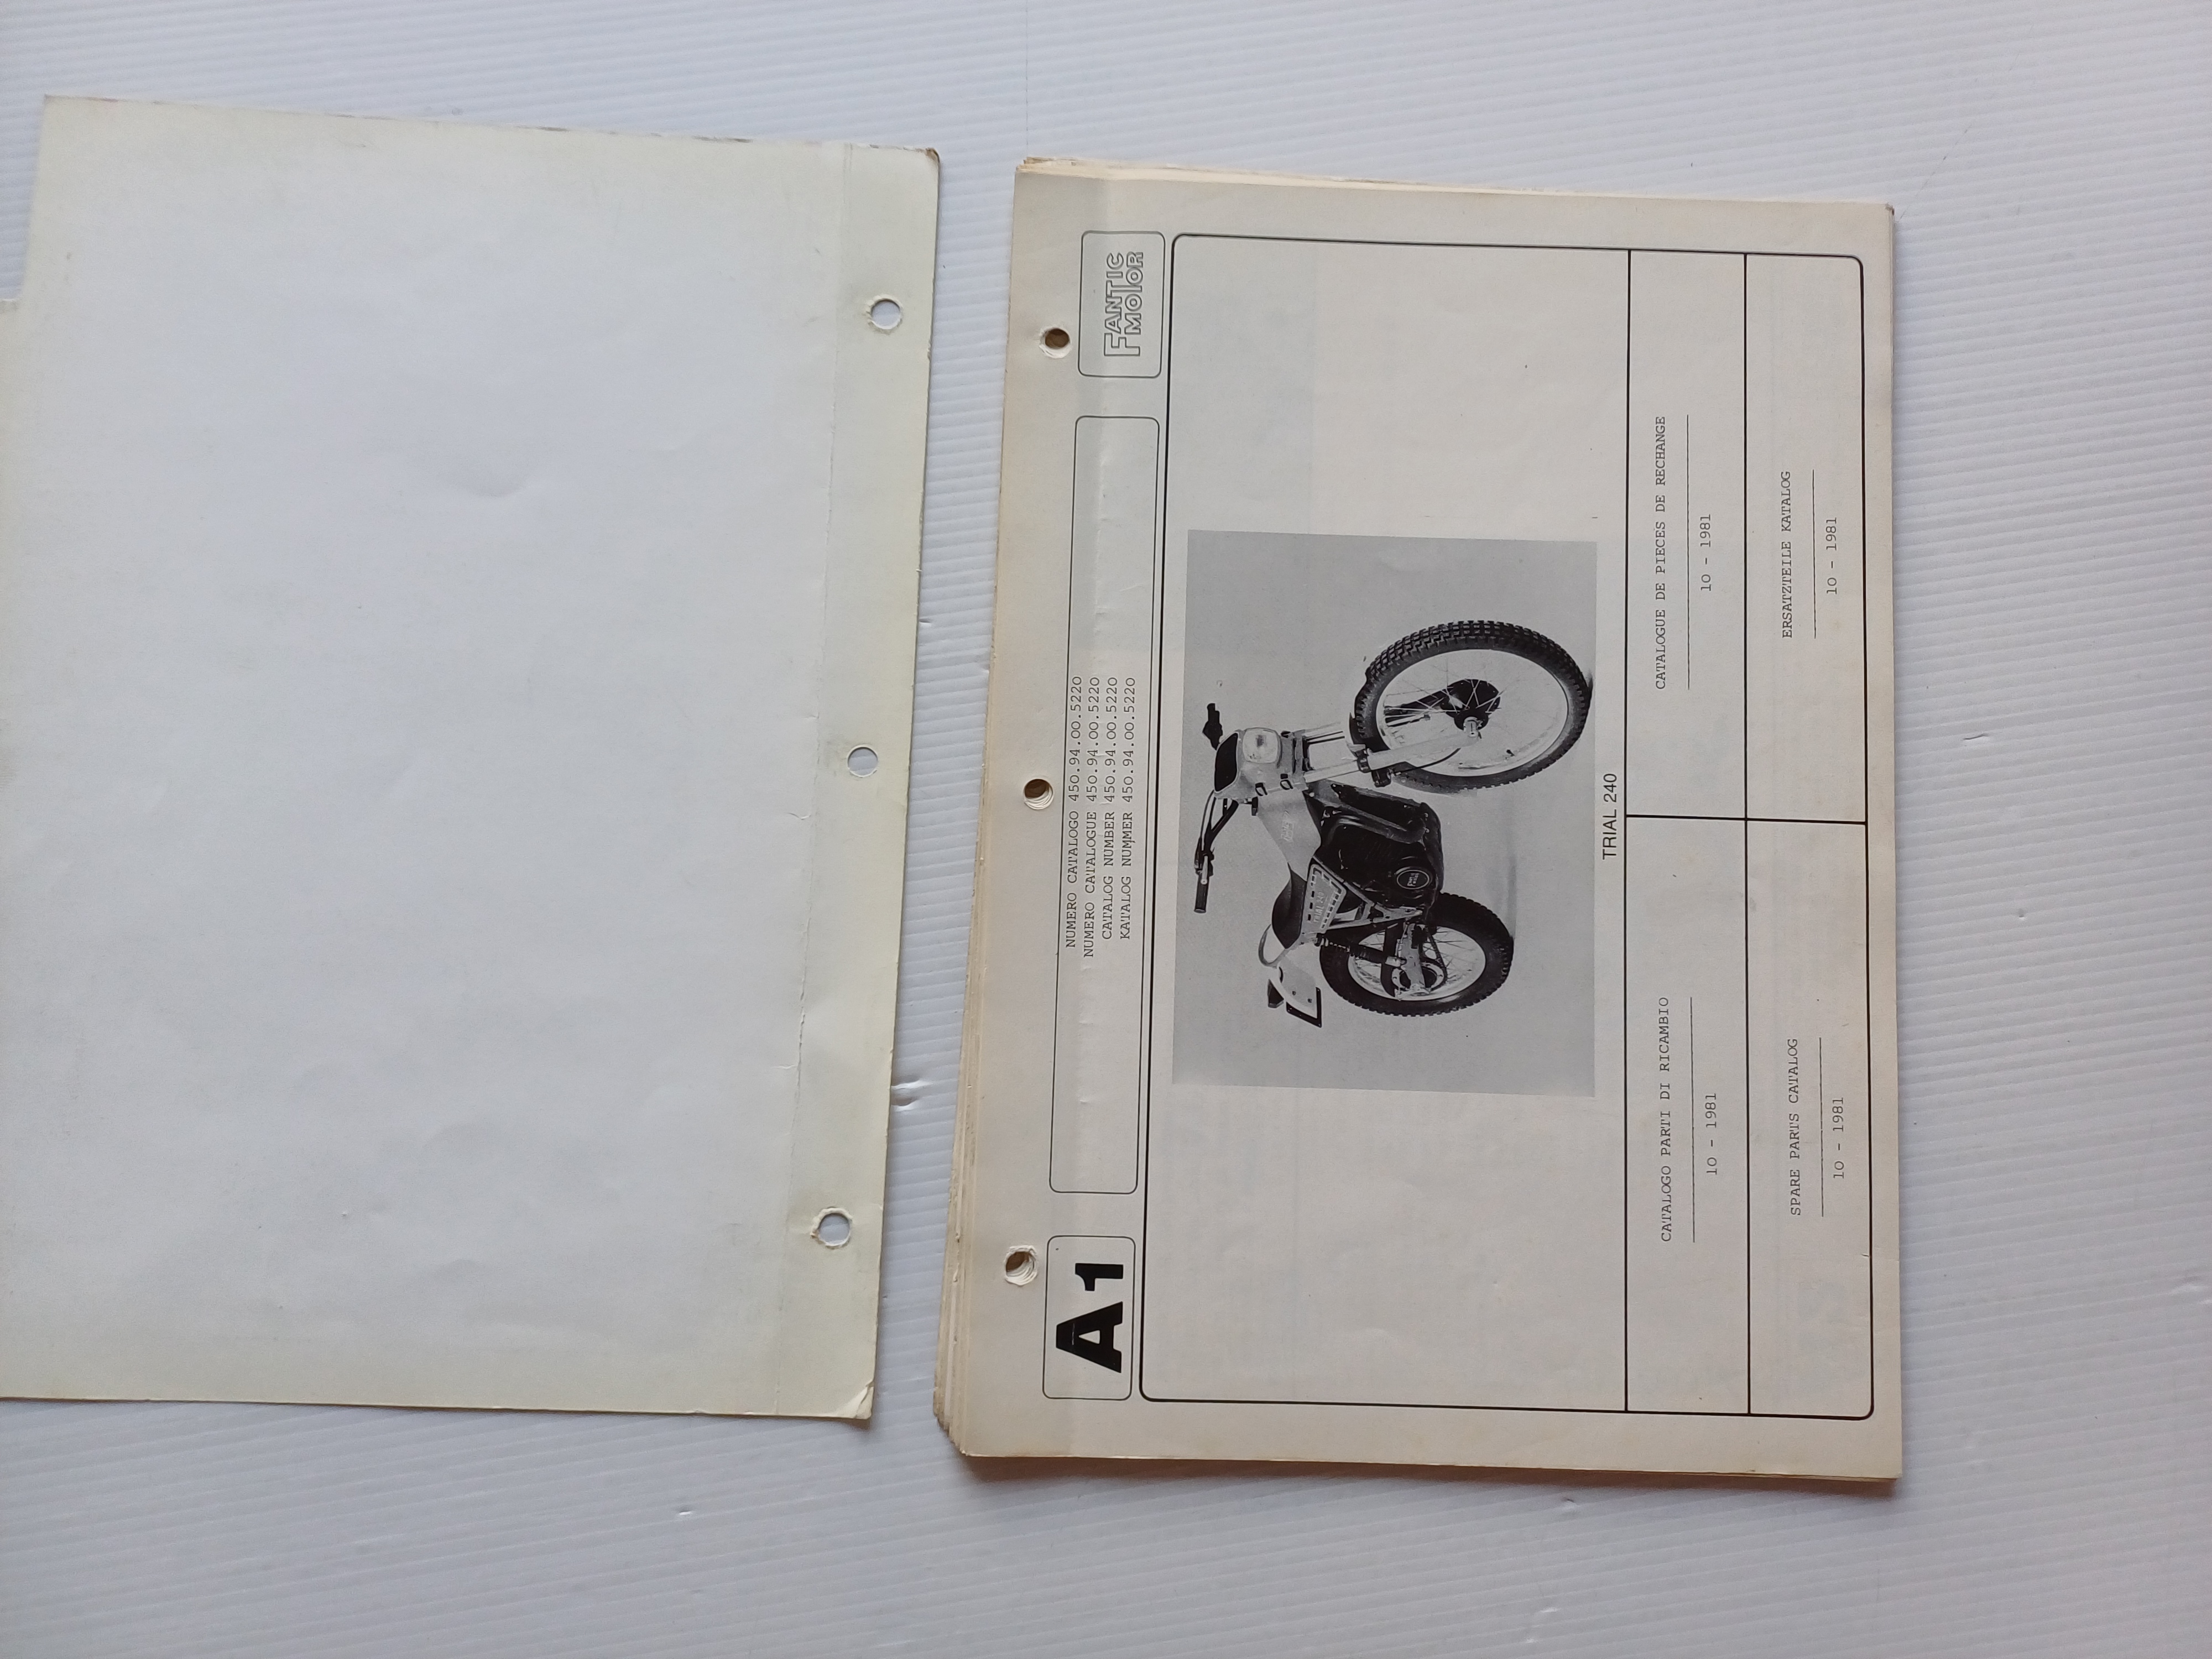 A1
NUMERO CATALOGO 450.94.00.5220
NUMERO CATALOGUE 450.94.00.5220
CATALOG NUMBER 450.94.00.5220
KATALOG NUMMER 450.94.00.5220
FANTIC
MOTOR
TRIAL 240
CATALOGO PARTI DI RICAMBIO
10 - 1981
CATALOGUE DE PIECES DE RECHANGE
10 - 1981
SPARE PARTS CATALOG
10 - 1981
ERSATZTEILE KATALOG
10 - 1981